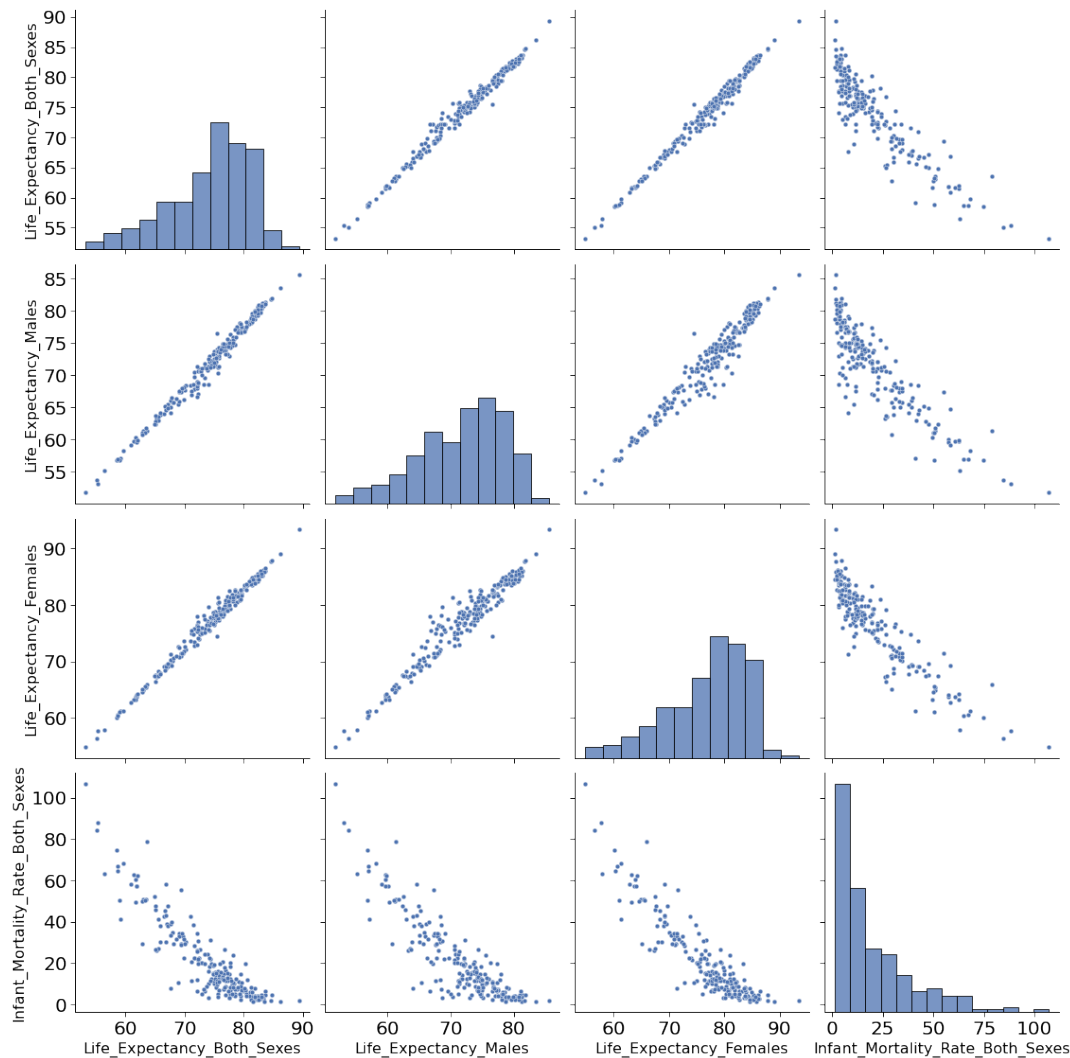 Life_Expectancy_Both_Sexes
90
85
80
75
70
65
60
55
Life_Expectancy_Males
85
80
75
70
65
60
55
Life_Expectancy_Females
90
80
70
60
Infant_Mortality_Rate_Both_Sexes
100
80
60
40
20
0
60 70 80 90
60 70 80
60 70 80 90
0 25 50 75 100
Life_Expectancy_Both_Sexes
Life_Expectancy_Males
Life_Expectancy_Females
Infant_Mortality_Rate_Both_Sexes